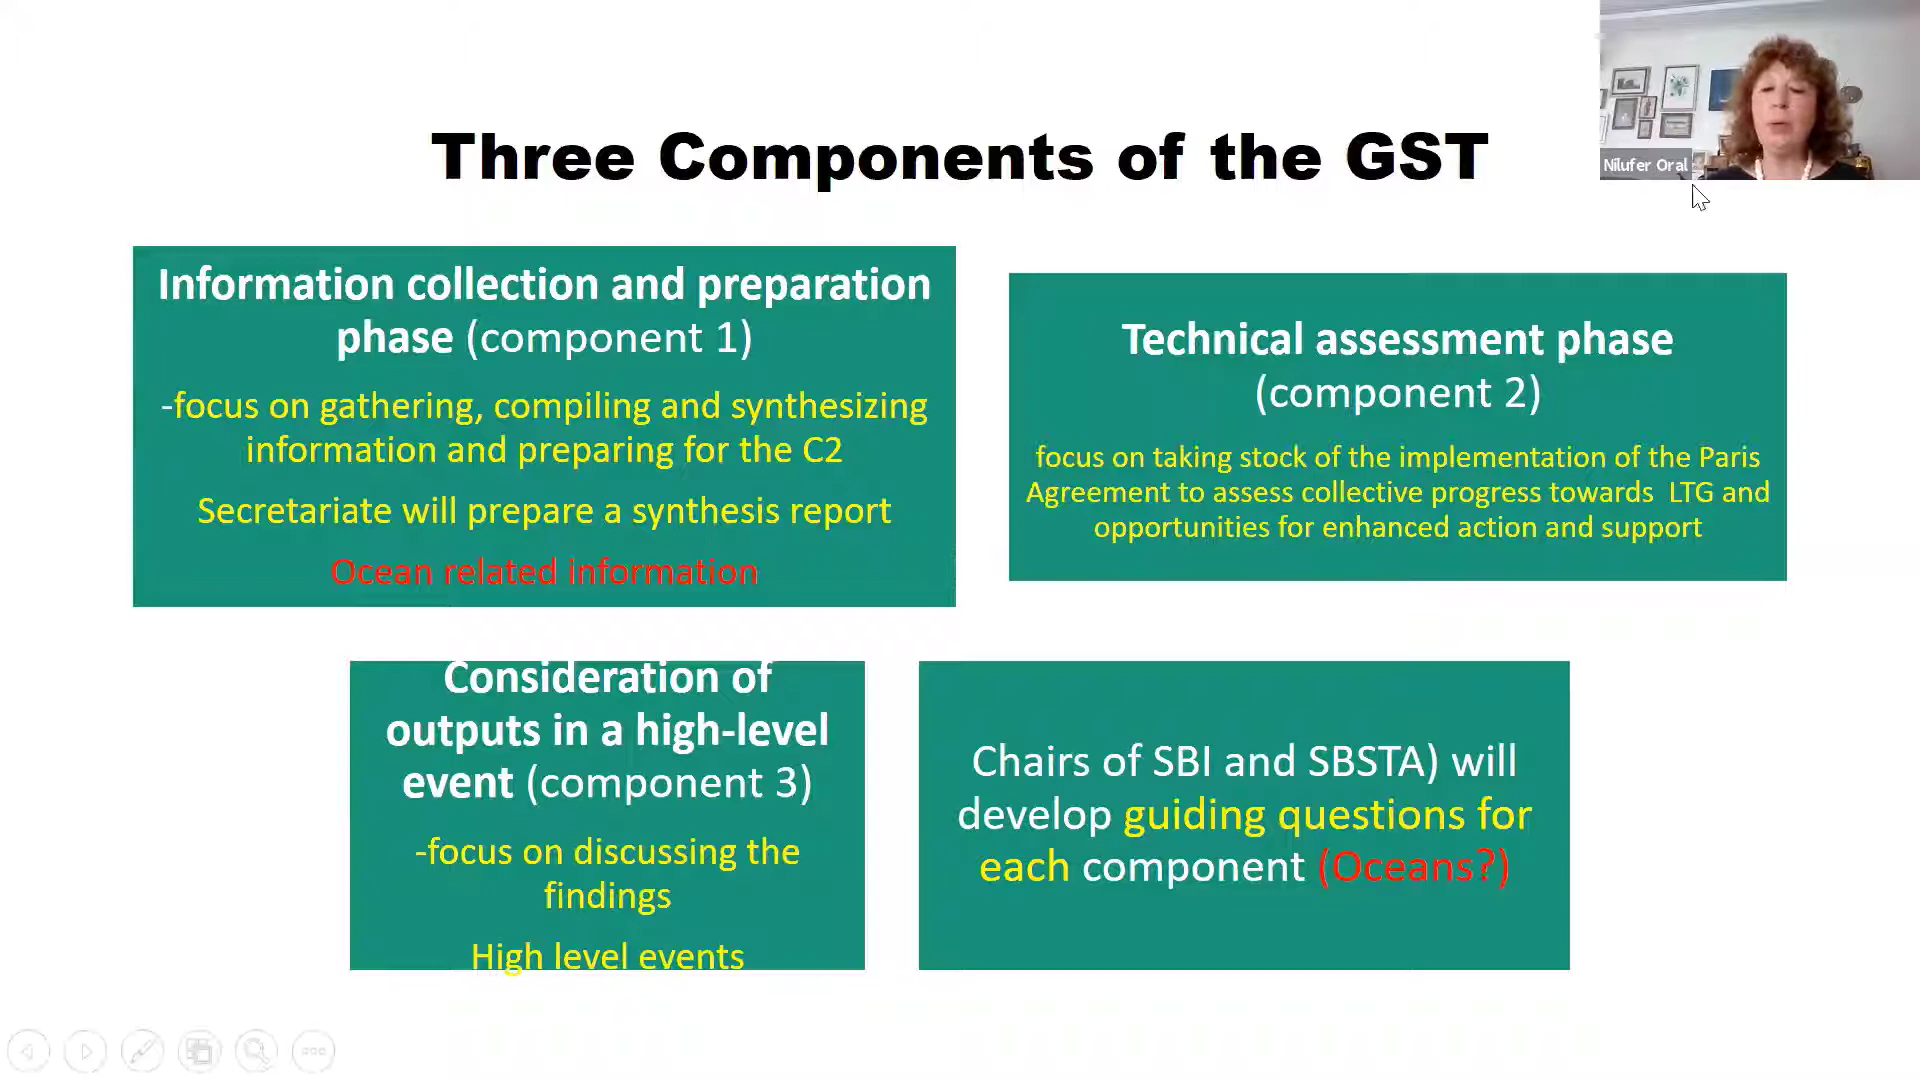 Three Components of the GST
Nilufer Oral
Information collection and preparation
phase (component 1)
-focus on gathering, compiling and synthesizing
information and preparing for the C2
Secretariate will prepare a synthesis report
Ocean related information
Technical assessment phase
(component 2)
focus on taking stock of the implementation of the Paris
Agreement to assess collective progress towards LTG and
opportunities for enhanced action and support
Consideration of
outputs in a high-level
event (component 3)
-focus on discussing the
findings
High level events
Chairs of SBI and SBSTA) will
develop guiding questions for
each component (Oceans?)